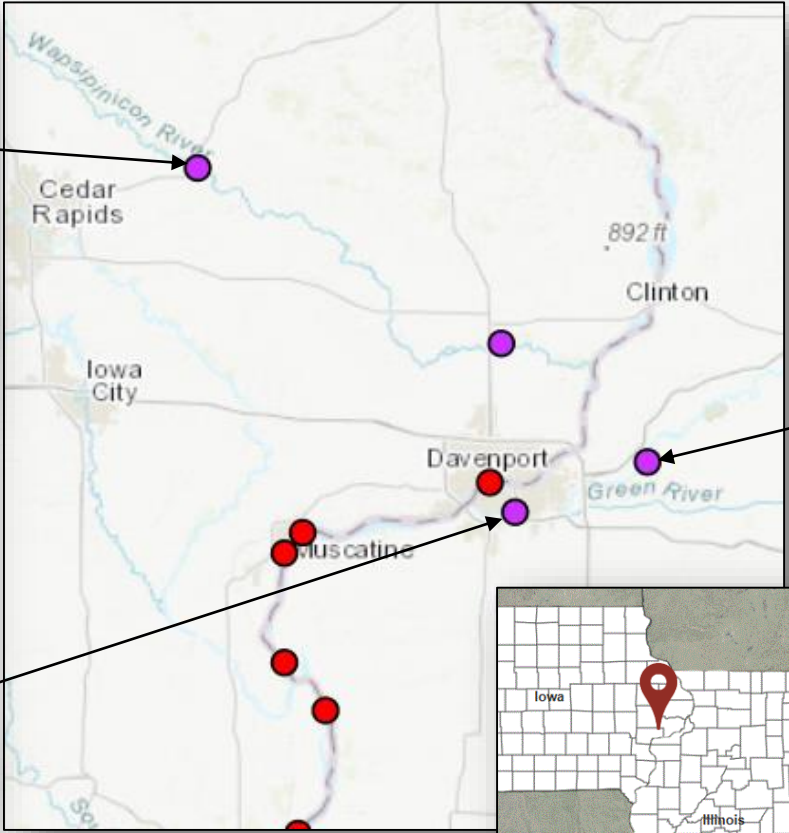 Wapsipinicon River
Cedar
Rapids
892 ft
Clinton
Iowa
City
Davenport
Green River
Muscatine
Iowa
Illinois